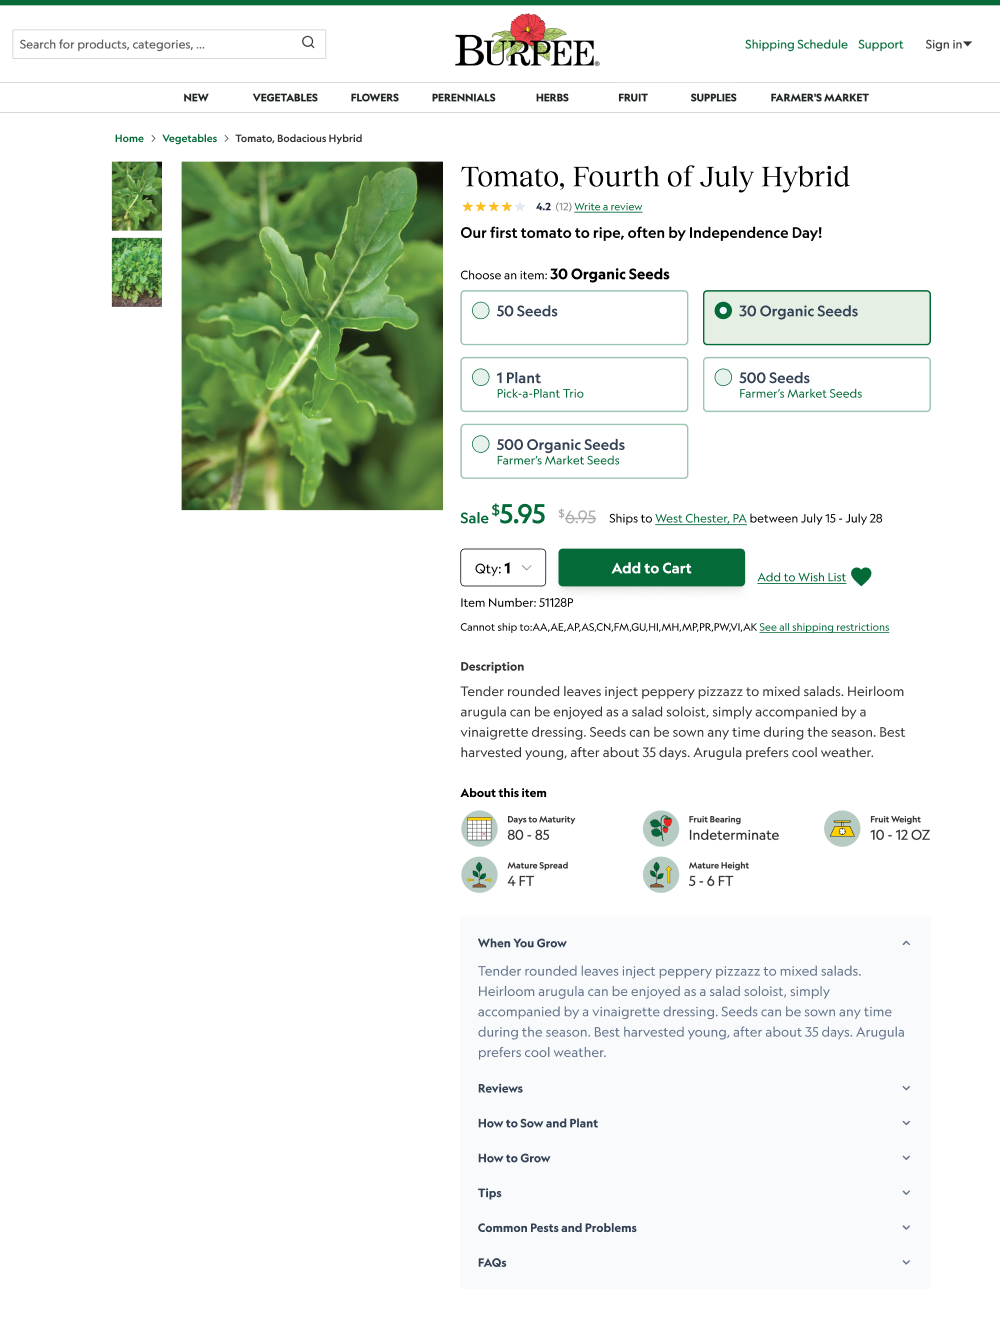 Search for products, categories, ...
BURPEE®
Shipping Schedule Support Sign in
NEW VEGETABLES FLOWERS PERENNIALS HERBS FRUIT SUPPLIES FARMER'S MARKET
Home > Vegetables > Tomato, Bodacious Hybrid
Tomato, Fourth of July Hybrid
4.2 (12) Write a review
Our first tomato to ripe, often by Independence Day!
Choose an item: 30 Organic Seeds
50 Seeds
30 Organic Seeds
1 Plant
Pick-a-Plant Trio
500 Seeds
Farmer's Market Seeds
500 Organic Seeds
Farmer's Market Seeds
Sale $5.95 $6.95 Ships to West Chester, PA between July 15 - July 28
Qty: 1
Add to Cart
Add to Wish List
Item Number: 51128P
Cannot ship to:AA,AE,AP,AS,CN,FM,GU,HI,MH,MP,PR,PW,VI,AK See all shipping restrictions
Description
Tender rounded leaves inject peppery pizzazz to mixed salads. Heirloom
arugula can be enjoyed as a salad soloist, simply accompanied by a
vinaigrette dressing. Seeds can be sown any time during the season. Best
harvested young, after about 35 days. Arugula prefers cool weather.
About this item
Days to Maturity
80 - 85
Fruit Bearing
Indeterminate
Fruit Weight
10 - 12 OZ
Mature Spread
4 FT
Mature Height
5 - 6 FT
When You Grow
Tender rounded leaves inject peppery pizzazz to mixed salads.
Heirloom arugula can be enjoyed as a salad soloist, simply
accompanied by a vinaigrette dressing. Seeds can be sown any time
during the season. Best harvested young, after about 35 days. Arugula
prefers cool weather.
Reviews
How to Sow and Plant
How to Grow
Tips
Common Pests and Problems
FAQs